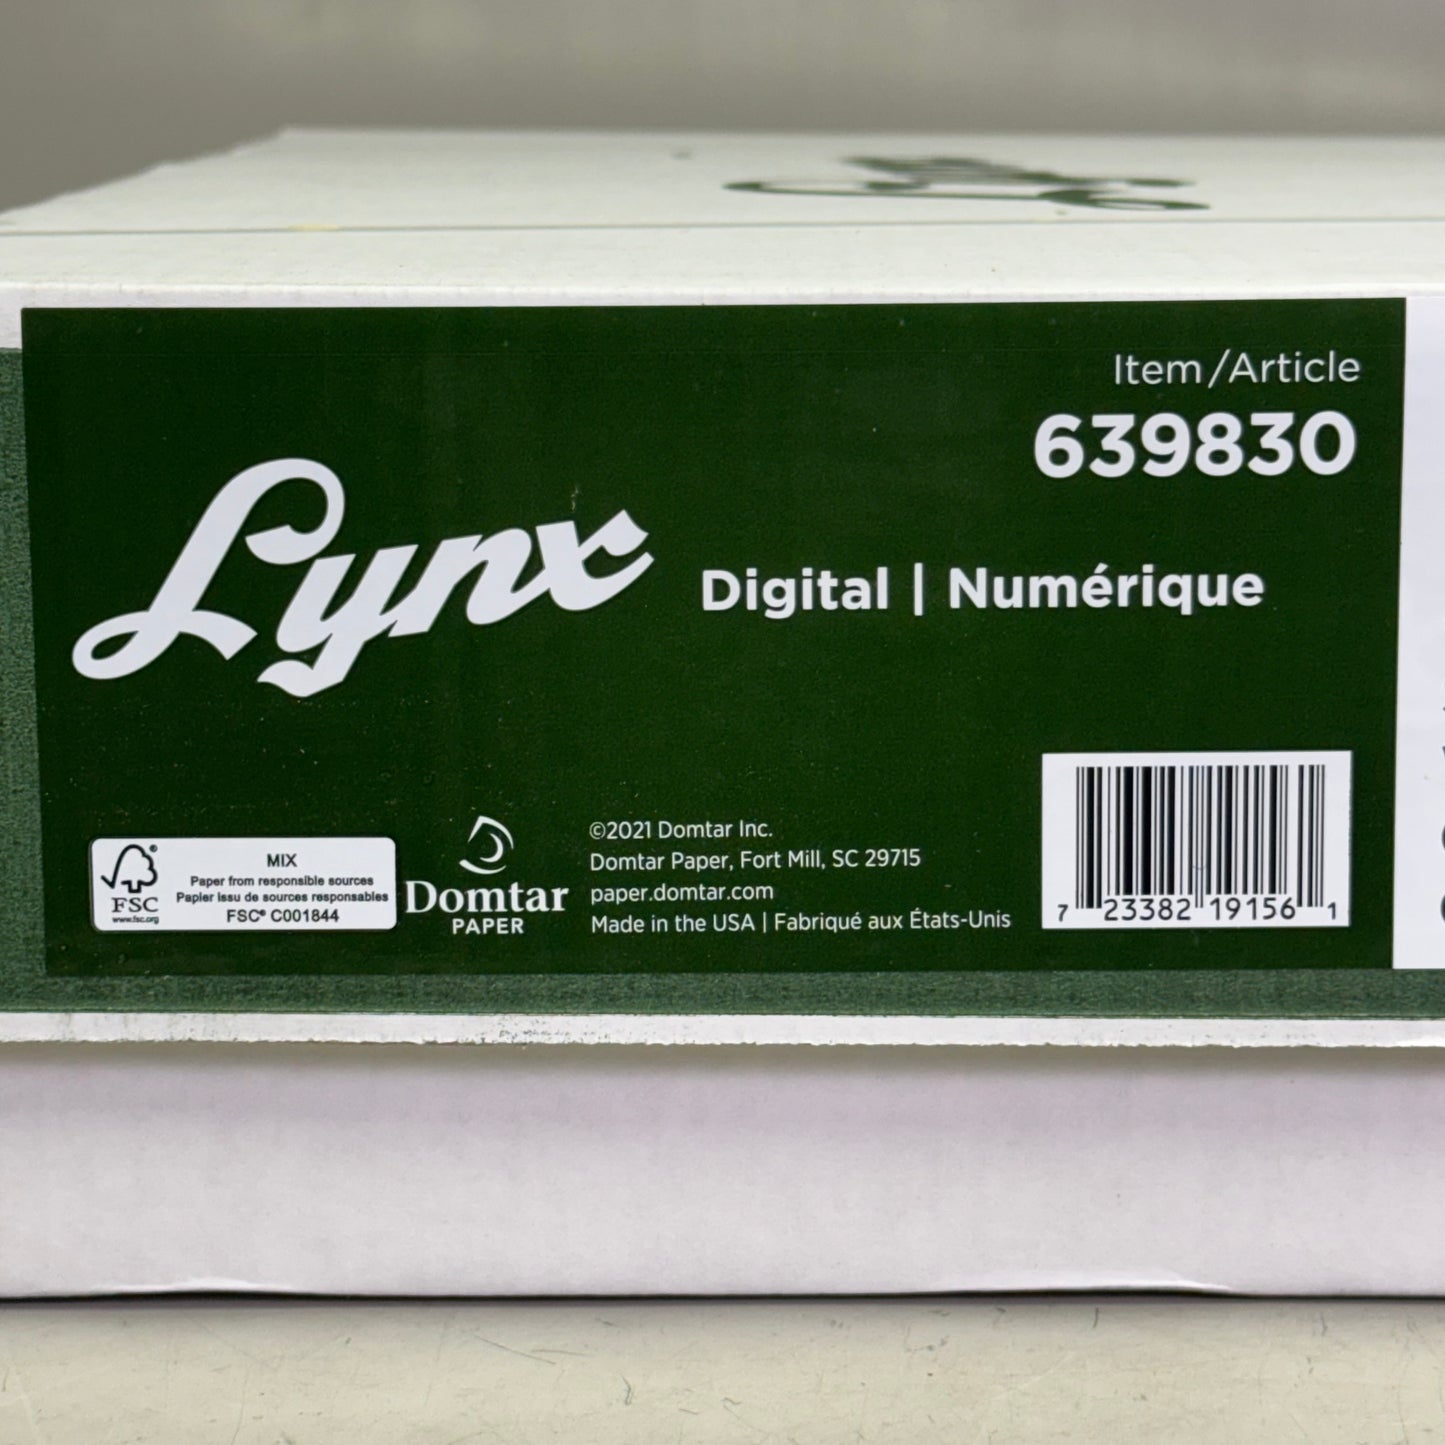 Item/Article
639830
Lynx
Digital | Numérique
MIX
Paper from responsible sources
Papier issu de sources responsables
FSC® C001844
FSC
www.fsc.org
Domtar
PAPER
©2021 Domtar Inc.
Domtar Paper, Fort Mill, SC 29715
paper.domtar.com
Made in the USA | Fabriqué aux États-Unis
7 23382 19156 1